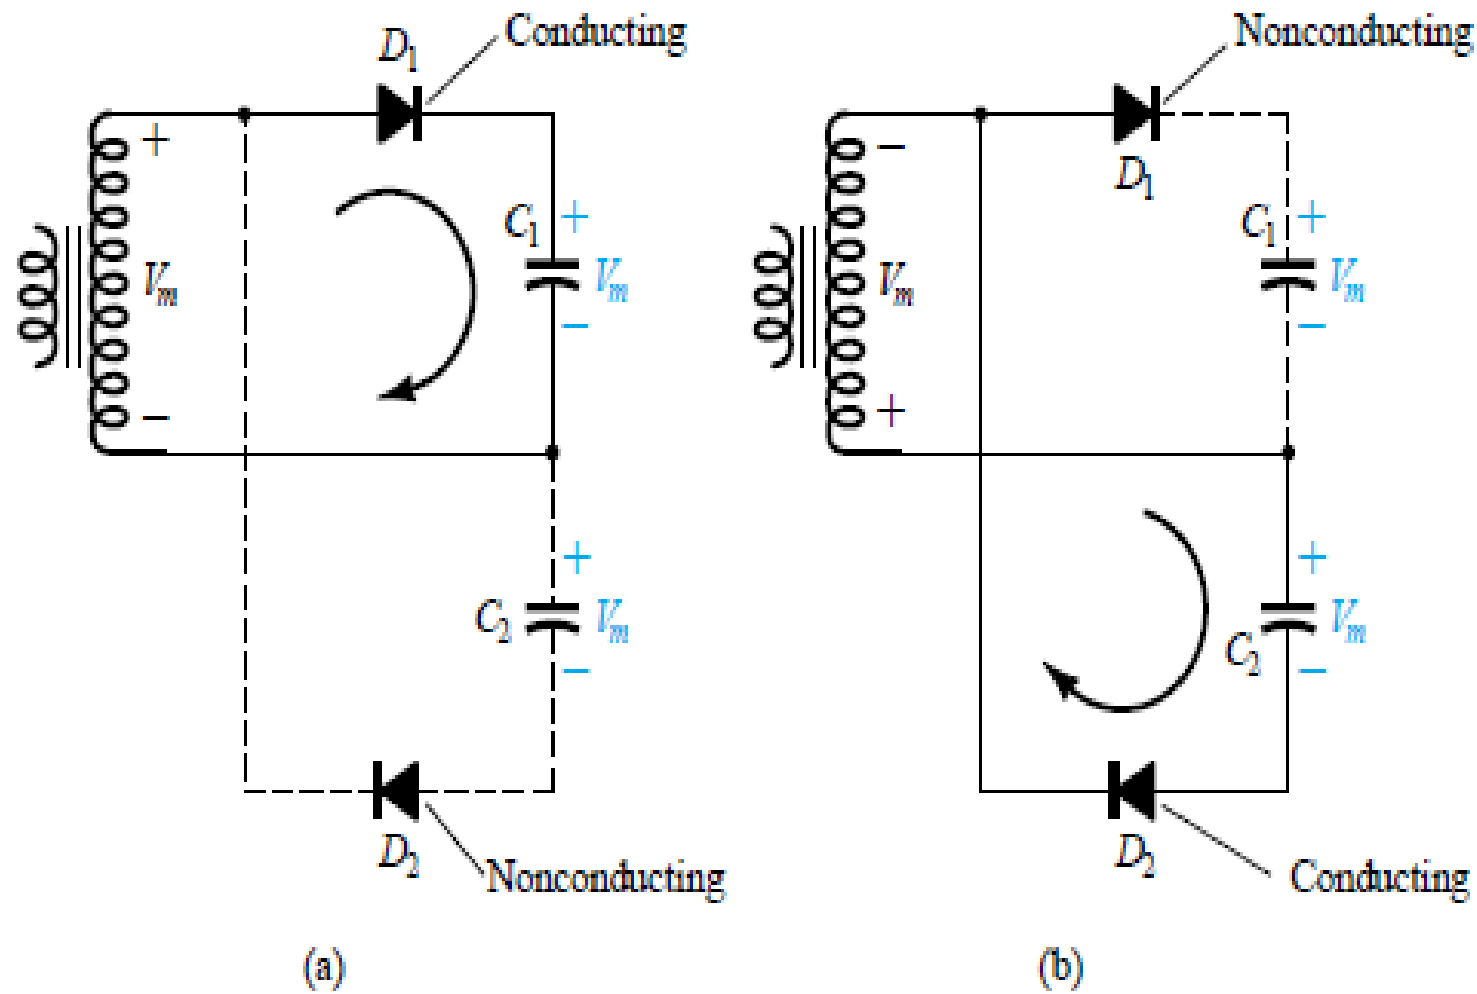 D1
Conducting
+
Vm
−
C1
+
Vm
−
C2
+
Vm
−
D2
Nonconducting
(a)
Nonconducting
D1
−
Vm
+
C1
+
Vm
−
C2
+
Vm
−
D2
Conducting
(b)